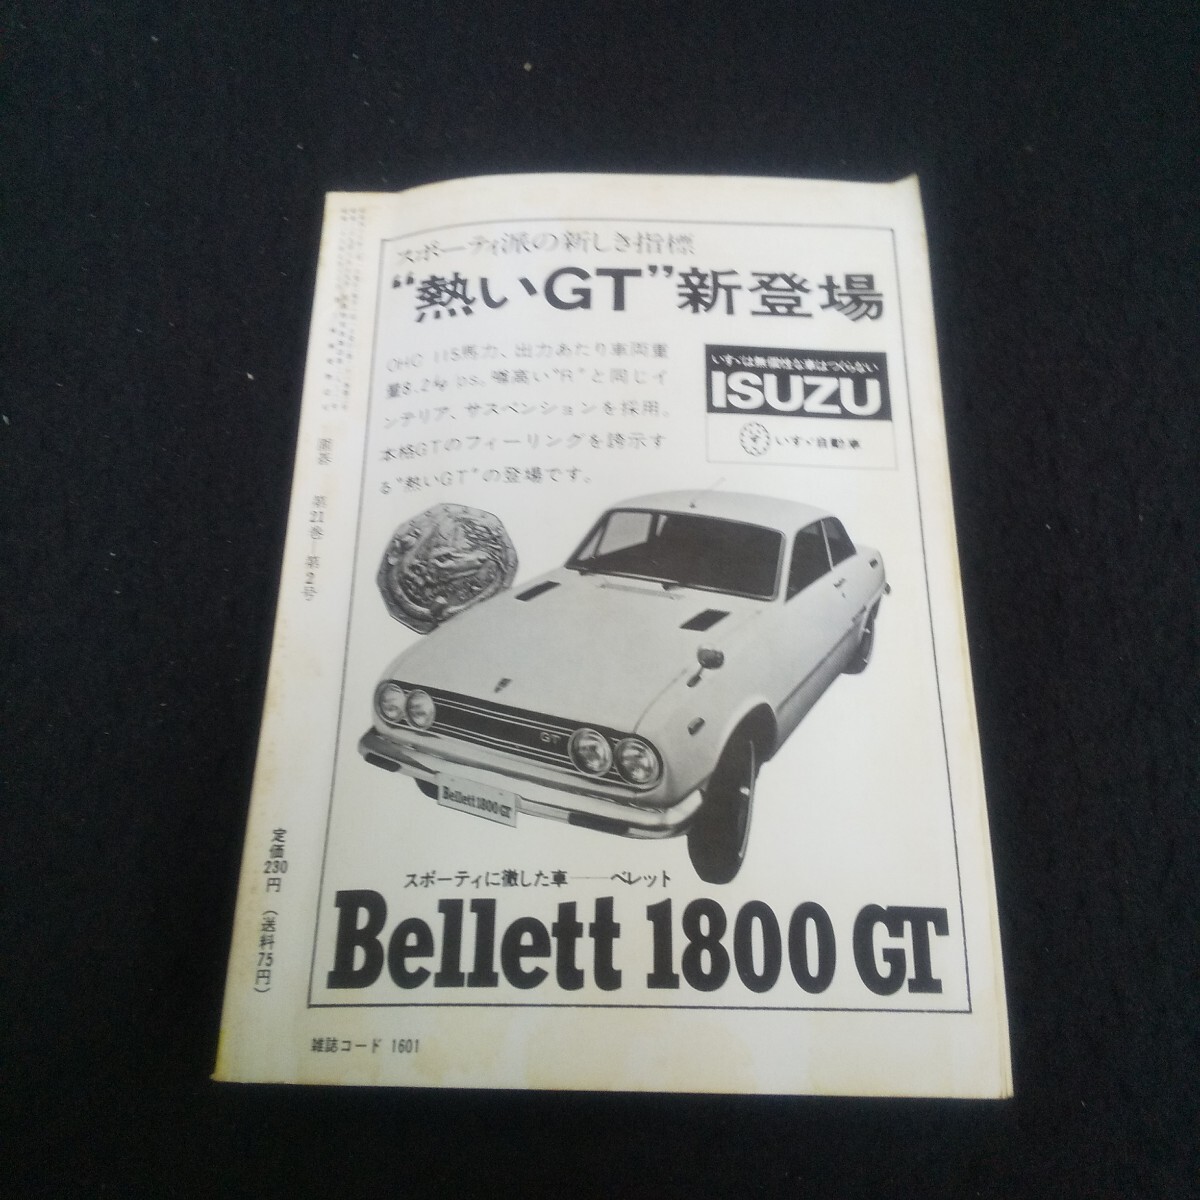 スポーティ派の新しき指標
“熱いGT”新登場
OHC 115馬力、出力あたり車両重
量8.2kg/ps。噂高い“R”と同じイ
ンテリア、サスペンションを採用。
本格GTのフィーリングを誇示す
る“熱いGT”の登場です。
いすゞは無個性な車はつくらない
ISUZU
いすゞ自動車
GT
Bellett 1800 GT
スポーティに徹した車――ベレット
Bellett 1800 GT
第21巻―第2号
定価230円（送料75円）
雑誌コード 1601